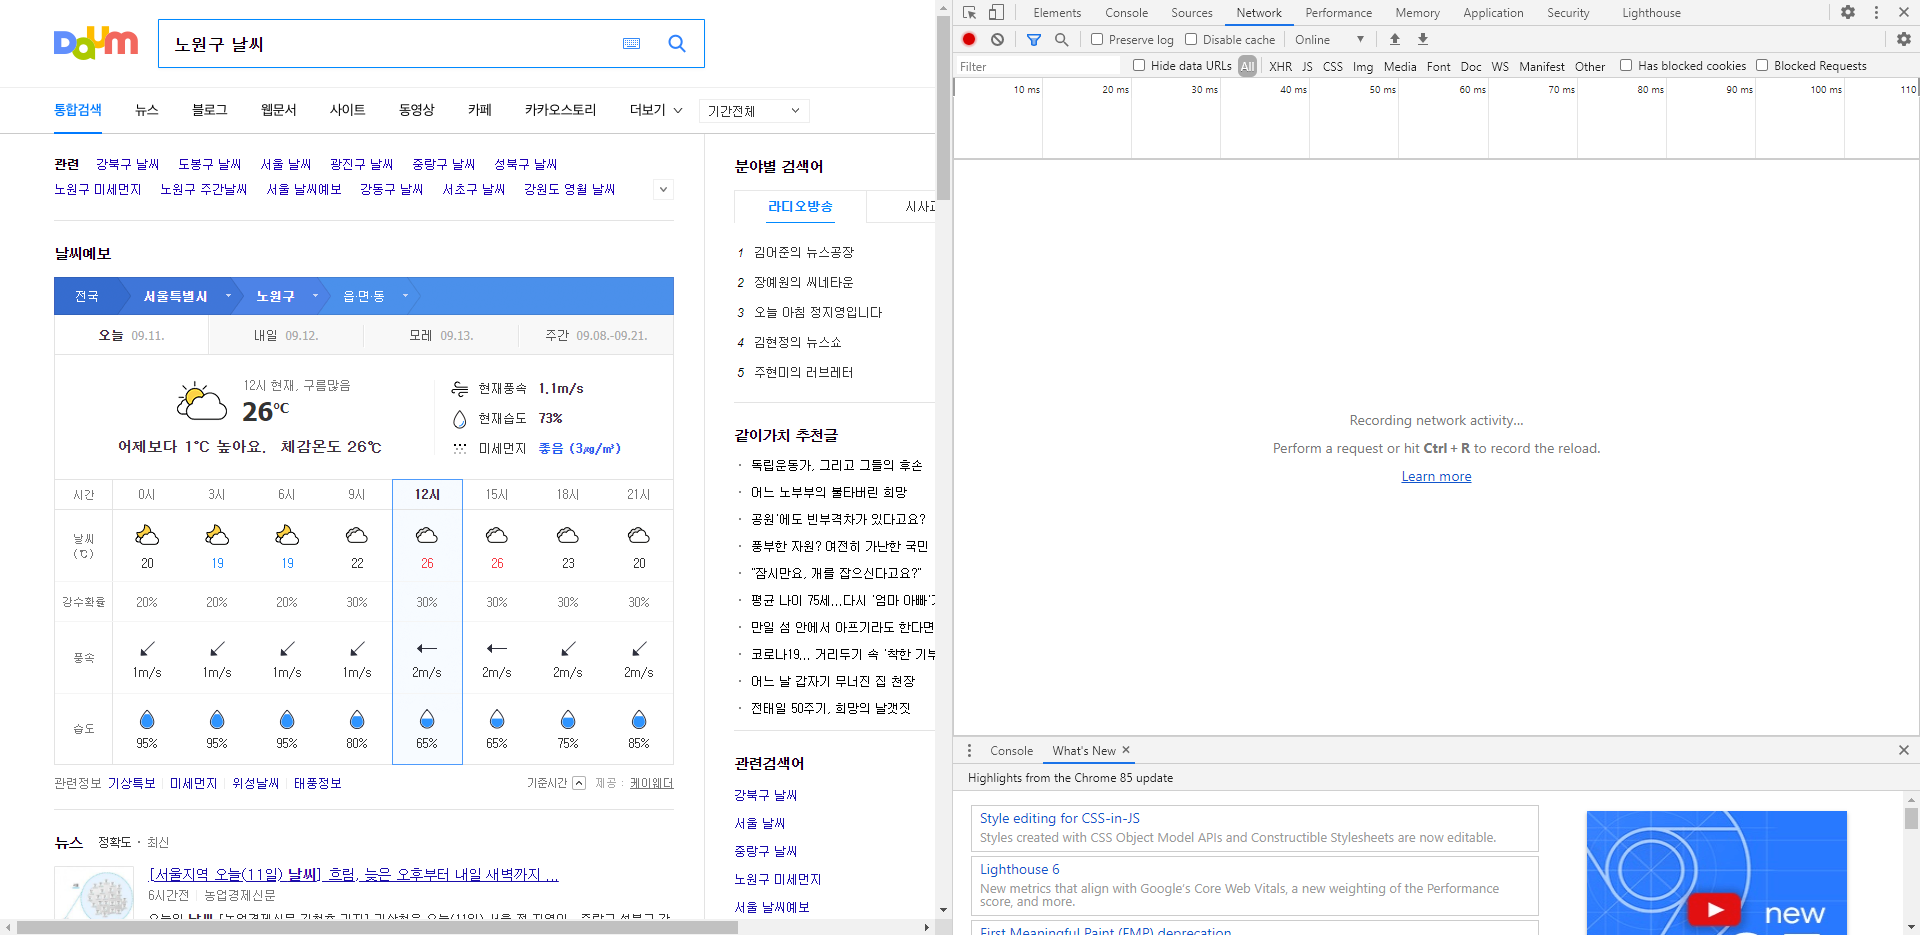 Daum
노원구 날씨
통합검색 뉴스 블로그 웹문서 사이트 동영상 카페 카카오스토리 더보기 기간전체
관련 강북구 날씨 도봉구 날씨 서울 날씨 광진구 날씨 중랑구 날씨 성북구 날씨
노원구 미세먼지 노원구 주간날씨 서울 날씨예보 강동구 날씨 서초구 날씨 강원도 영월 날씨
날씨예보
전국 서울특별시 노원구 읍·면·동
오늘 09.11. 내일 09.12. 모레 09.13. 주간 09.08.-09.21.
12시 현재, 구름많음
26℃
어제보다 1℃ 높아요. 체감온도 26℃
현재풍속 1.1m/s
현재습도 73%
미세먼지 좋음 (3㎍/㎥)
시간 0시 3시 6시 9시 12시 15시 18시 21시
날씨
(℃)
20 19 19 22 26 26 23 20
강수확률 20% 20% 20% 30% 30% 30% 30% 30%
풍속
1m/s 1m/s 1m/s 1m/s 2m/s 2m/s 2m/s 2m/s
습도
95% 95% 95% 80% 65% 65% 75% 85%
관련정보 기상특보 미세먼지 위성날씨 태풍정보 기준시간 제공 : 케이웨더
뉴스 정확도 · 최신
[서울지역 오늘(11일) 날씨] 흐림, 늦은 오후부터 내일 새벽까지 ...
6시간전 농업경제신문
분야별 검색어
라디오방송 시사교
1 김어준의 뉴스공장
2 장예원의 씨네타운
3 오늘 아침 정지영입니다
4 김현정의 뉴스쇼
5 주현미의 러브레터
같이가치 추천글
· 독립운동가, 그리고 그들의 후손
· 어느 노부부의 불타버린 희망
· 공원'에도 빈부격차가 있다고요?
· 풍부한 자원? 여전히 가난한 국민
· "잠시만요, 개를 잡으신다고요?"
· 평균 나이 75세...다시 '엄마 아빠'가
· 만일 섬 안에서 아프기라도 한다면
· 코로나19... 거리두기 속 '착한 기부
· 어느 날 갑자기 무너진 집 천장
· 전태일 50주기, 희망의 날갯짓
관련검색어
강북구 날씨
서울 날씨
중랑구 날씨
노원구 미세먼지
서울 날씨예보
Elements Console Sources Network Performance Memory Application Security Lighthouse
Preserve log Disable cache Online
Filter Hide data URLs All XHR JS CSS Img Media Font Doc WS Manifest Other Has blocked cookies Blocked Requests
10 ms 20 ms 30 ms 40 ms 50 ms 60 ms 70 ms 80 ms 90 ms 100 ms 110
Recording network activity...
Perform a request or hit Ctrl + R to record the reload.
Learn more
Console What's New
Highlights from the Chrome 85 update
Style editing for CSS-in-JS
Styles created with CSS Object Model APIs and Constructible Stylesheets are now editable.
Lighthouse 6
New metrics that align with Google's Core Web Vitals, a new weighting of the Performance
score, and more.
First Meaningful Paint (FMP) deprecation
new